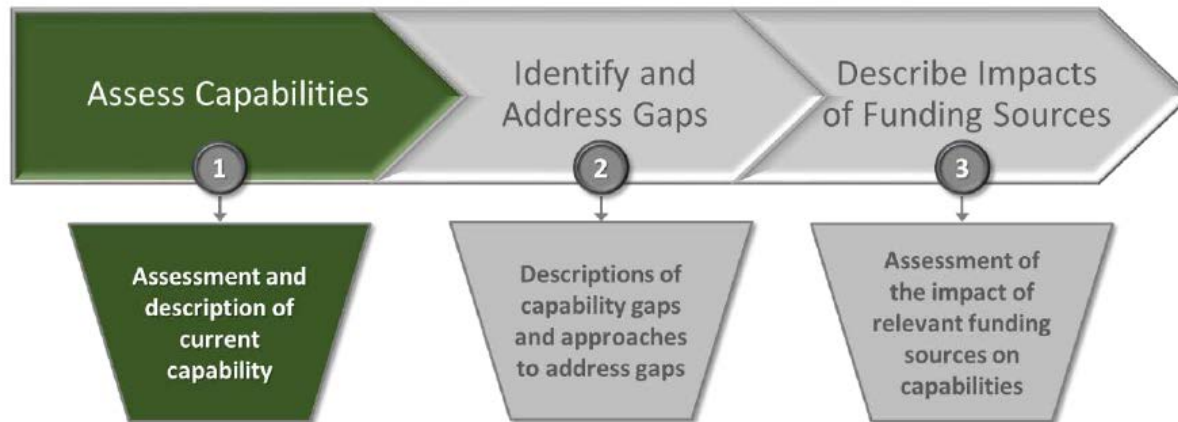 Assess Capabilities
Identify and
Address Gaps
Describe Impacts
of Funding Sources
1
2
3
Assessment and
description of
current
capability
Descriptions of
capability gaps
and approaches
to address gaps
Assessment of
the impact of
relevant funding
sources on
capabilities